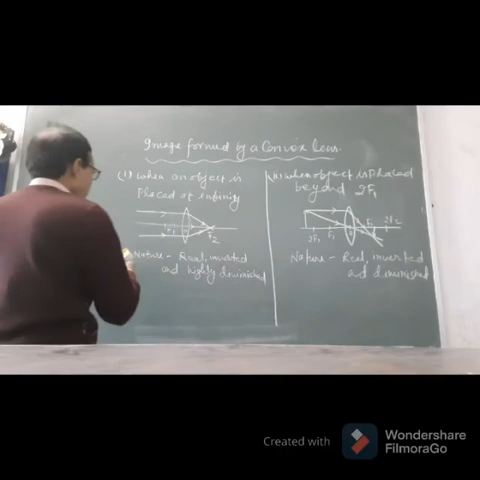 Image formed by a Convex Lens.
(i) When an object is
Placed at infinity
F1
F2
Nature - Real, inverted
and highly diminished
(ii) When object is Placed
beyond 2F1
2F1
F1
F2
2F2
Nature - Real, inverted
and diminished
Created with
Wondershare
FilmoraGo